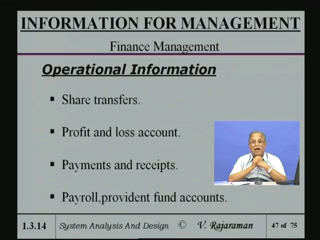 INFORMATION FOR MANAGEMENT
Finance Management
Operational Information
▪ Share transfers.
▪ Profit and loss account.
▪ Payments and receipts.
▪ Payroll,provident fund accounts.
1.3.14 System Analysis And Design © V. Rajaraman 47 of 75